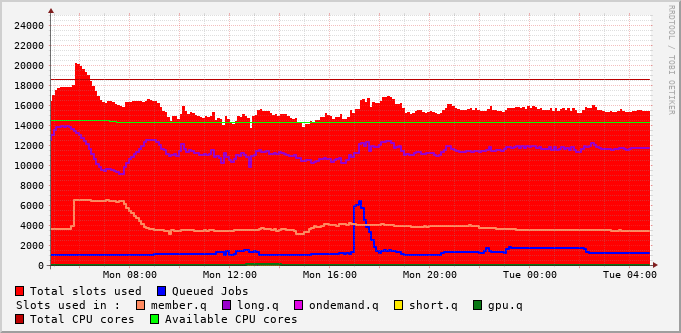 RRDTOOL / TOBI OETIKER
24000
22000
20000
18000
16000
14000
12000
10000
8000
6000
4000
2000
0
Mon 08:00 Mon 12:00 Mon 16:00 Mon 20:00 Tue 00:00 Tue 04:00
Total slots used Queued Jobs
Slots used in : member.q long.q ondemand.q short.q gpu.q
Total CPU cores Available CPU cores